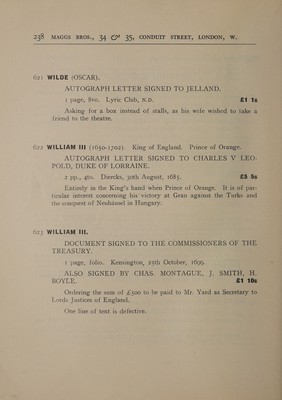 238 MAGGS BROS., 34 & 35, CONDUIT STREET, LONDON, W.
621 WILDE (OSCAR).
AUTOGRAPH LETTER SIGNED TO JELLAND.
1 page, 8vo. Lyric Club, N.D. £1 1s
Asking for a box instead of stalls, as his wife wished to take a
friend to the theatre.
622 WILLIAM III (1650-1702). King of England. Prince of Orange.
AUTOGRAPH LETTER SIGNED TO CHARLES V LEO-
POLD, DUKE OF LORRAINE.
2 pp., 4to. Diercks, 30th August, 1685. £5 5s
Entirely in the King's hand when Prince of Orange. It is of par-
ticular interest concerning his victory at Gran against the Turks and
the conquest of Neuhäusel in Hungary.
623 WILLIAM III.
DOCUMENT SIGNED TO THE COMMISSIONERS OF THE
TREASURY.
1 page, folio. Kensington, 25th October, 1699.
ALSO SIGNED BY CHAS. MONTAGUE, J. SMITH, H.
BOYLE. £1 10s
Ordering the sum of £500 to be paid to Mr. Yard as Secretary to
Lords Justices of England.
One line of text is defective.